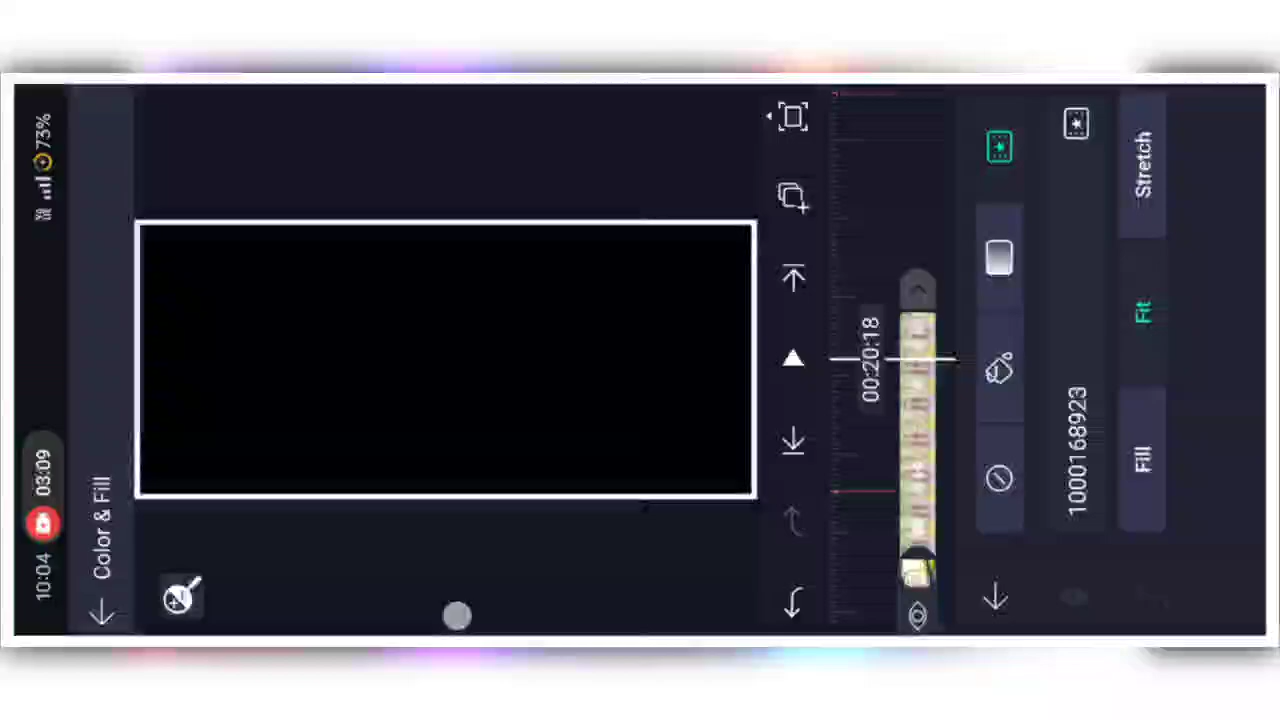 10:04 03:09 73%
Color & Fill
00:20:18
1000168923
Fill Fit Stretch